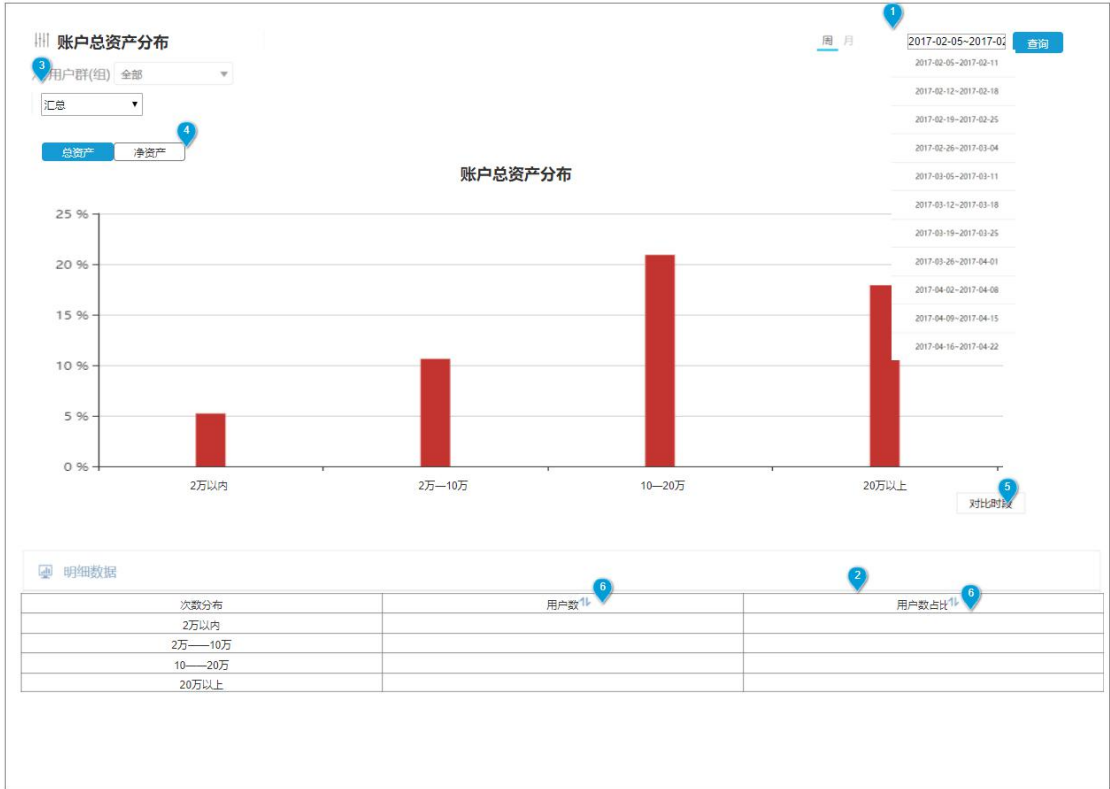 1
账户总资产分布
周 月
2017-02-05~2017-02
查询
3
用户群(组) 全部
汇总
2017-02-05~2017-02-11
2017-02-12~2017-02-18
2017-02-19~2017-02-25
2017-02-26~2017-03-04
2017-03-05~2017-03-11
2017-03-12~2017-03-18
2017-03-19~2017-03-25
2017-03-26~2017-04-01
2017-04-02~2017-04-08
2017-04-09~2017-04-15
2017-04-16~2017-04-22
4
总资产 净资产
账户总资产分布
25 %
20 %
15 %
10 %
5 %
0 %
2万以内 2万—10万 10—20万 20万以上
5
对比时段
明细数据
2
6 6
次数分布 用户数 用户数占比
2万以内
2万——10万
10——20万
20万以上